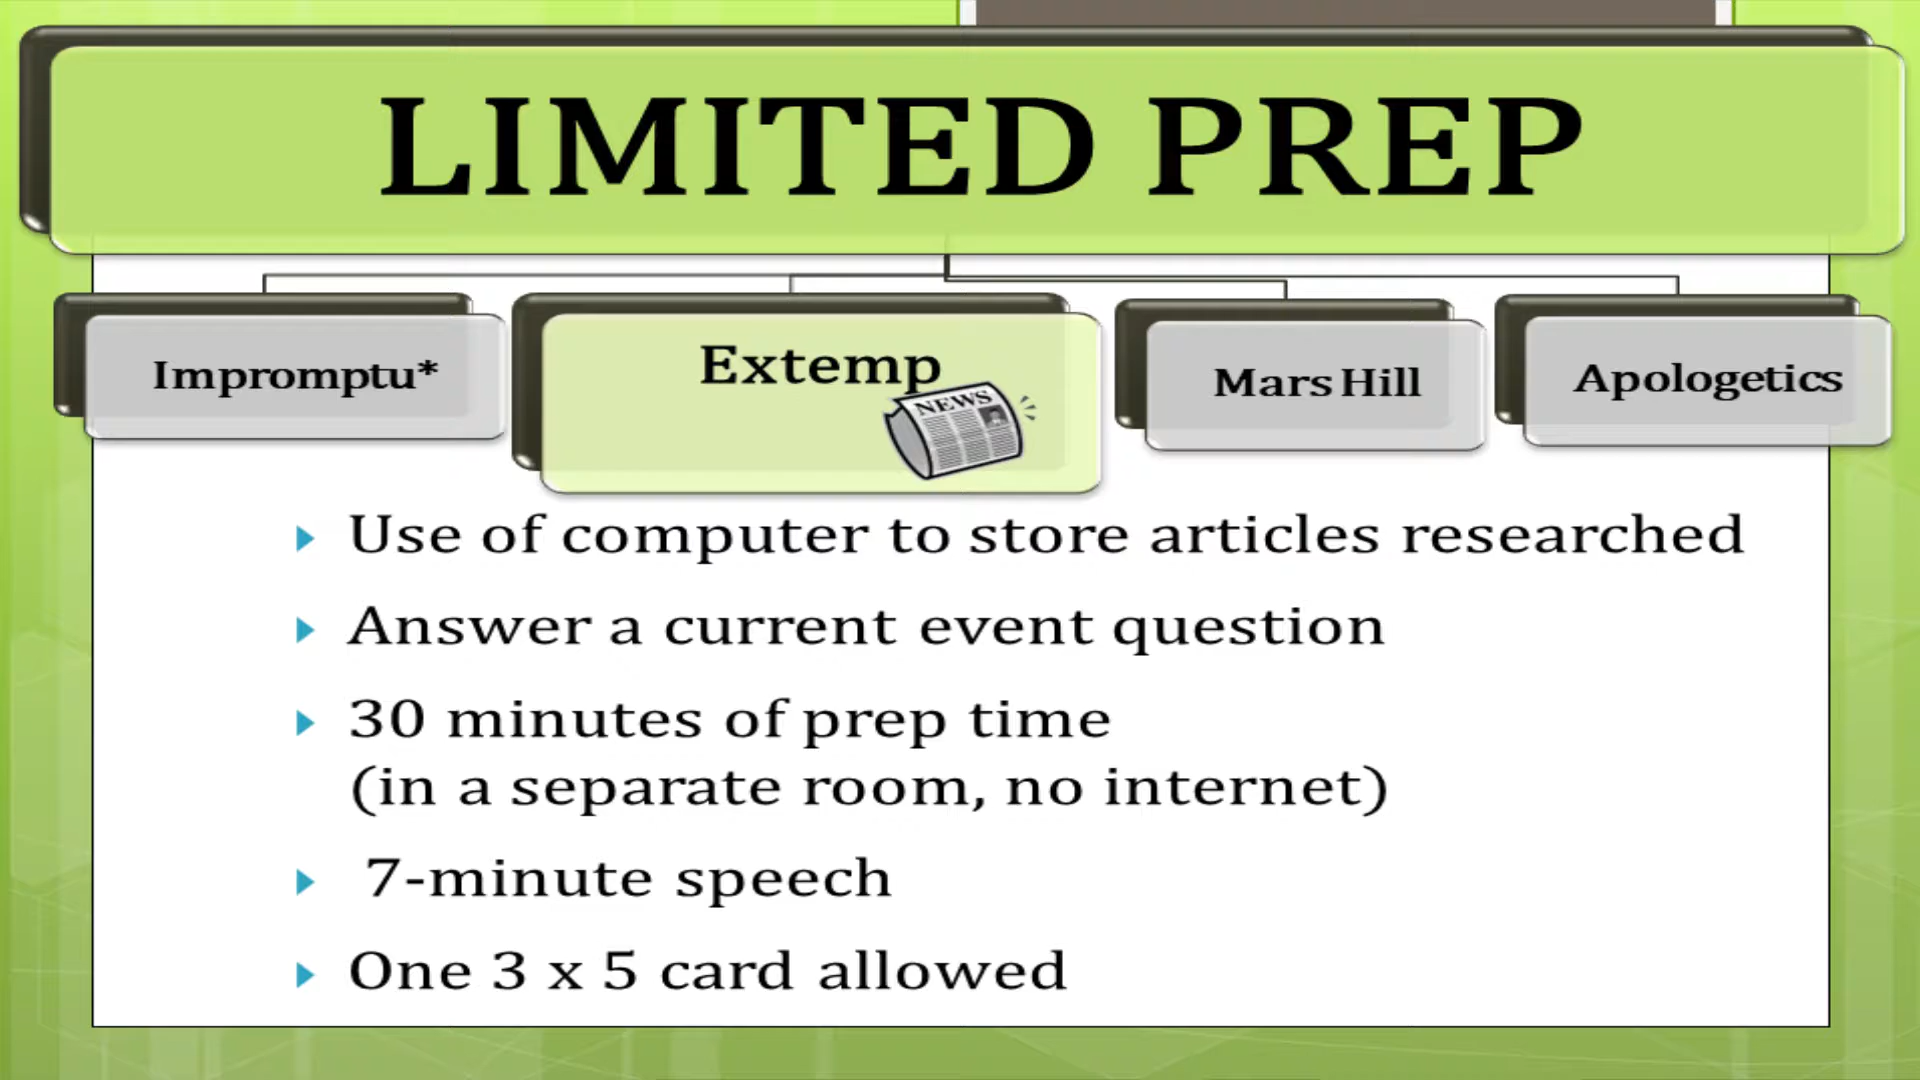 LIMITED PREP
Impromptu*
Extemp
NEWS
Mars Hill
Apologetics
Use of computer to store articles researched
Answer a current event question
30 minutes of prep time
(in a separate room, no internet)
7-minute speech
One 3 x 5 card allowed